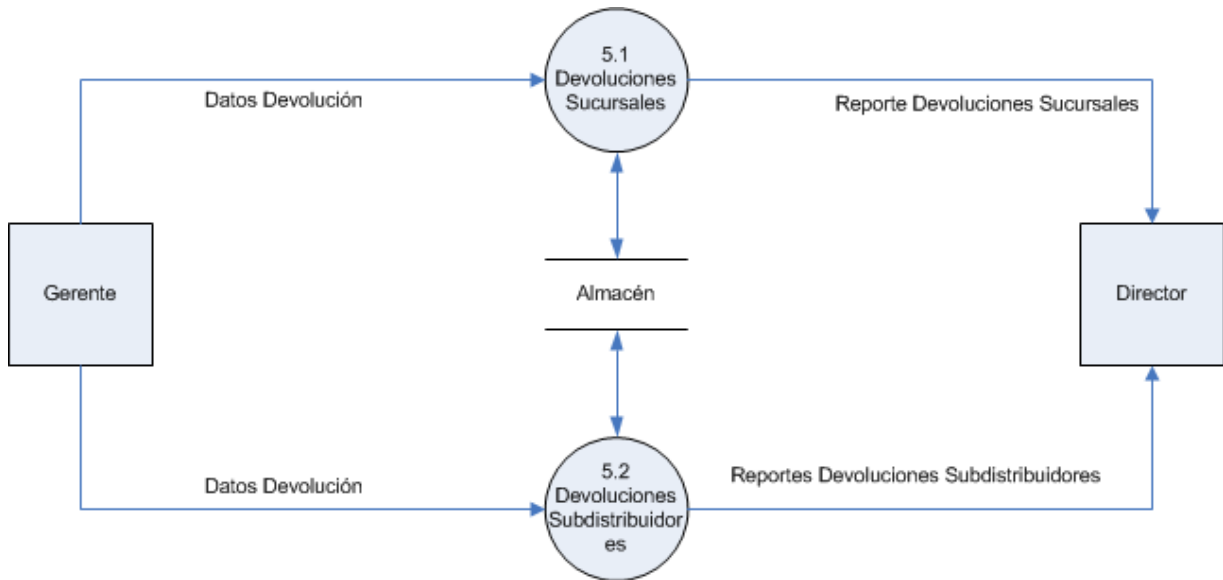 5.1
Devoluciones
Sucursales
Datos Devolución
Reporte Devoluciones Sucursales
Gerente
Almacén
Director
5.2
Devoluciones
Subdistribuidor
es
Datos Devolución
Reportes Devoluciones Subdistribuidores